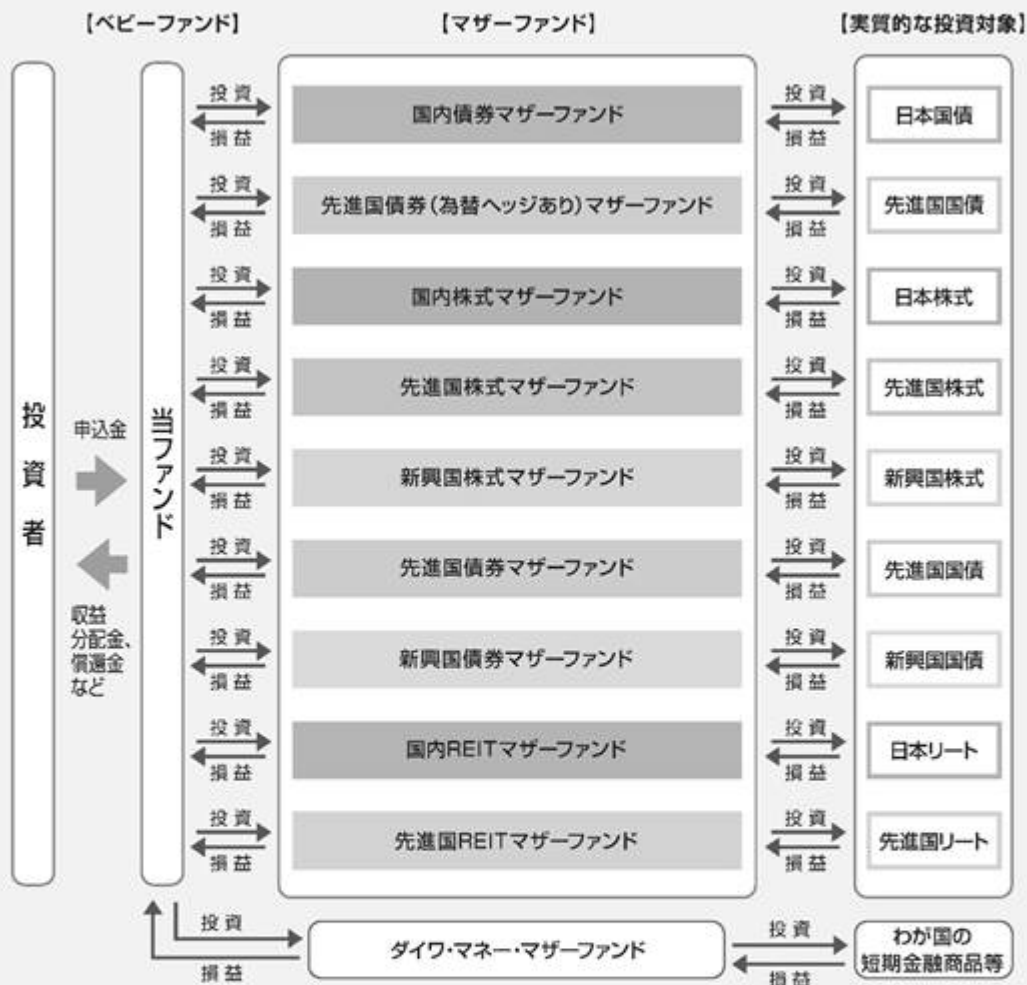 【ベビーファンド】
【マザーファンド】
【実質的な投資対象】
投資者
申込金
収益
分配金、
償還金
など
当ファンド
投資
損益
国内債券マザーファンド
投資
損益
日本国債
投資
損益
先進国債券(為替ヘッジあり)マザーファンド
投資
損益
先進国国債
投資
損益
国内株式マザーファンド
投資
損益
日本株式
投資
損益
先進国株式マザーファンド
投資
損益
先進国株式
投資
損益
新興国株式マザーファンド
投資
損益
新興国株式
投資
損益
先進国債券マザーファンド
投資
損益
先進国国債
投資
損益
新興国債券マザーファンド
投資
損益
新興国国債
投資
損益
国内REITマザーファンド
投資
損益
日本リート
投資
損益
先進国REITマザーファンド
投資
損益
先進国リート
投資
損益
ダイワ・マネー・マザーファンド
投資
損益
わが国の
短期金融商品等